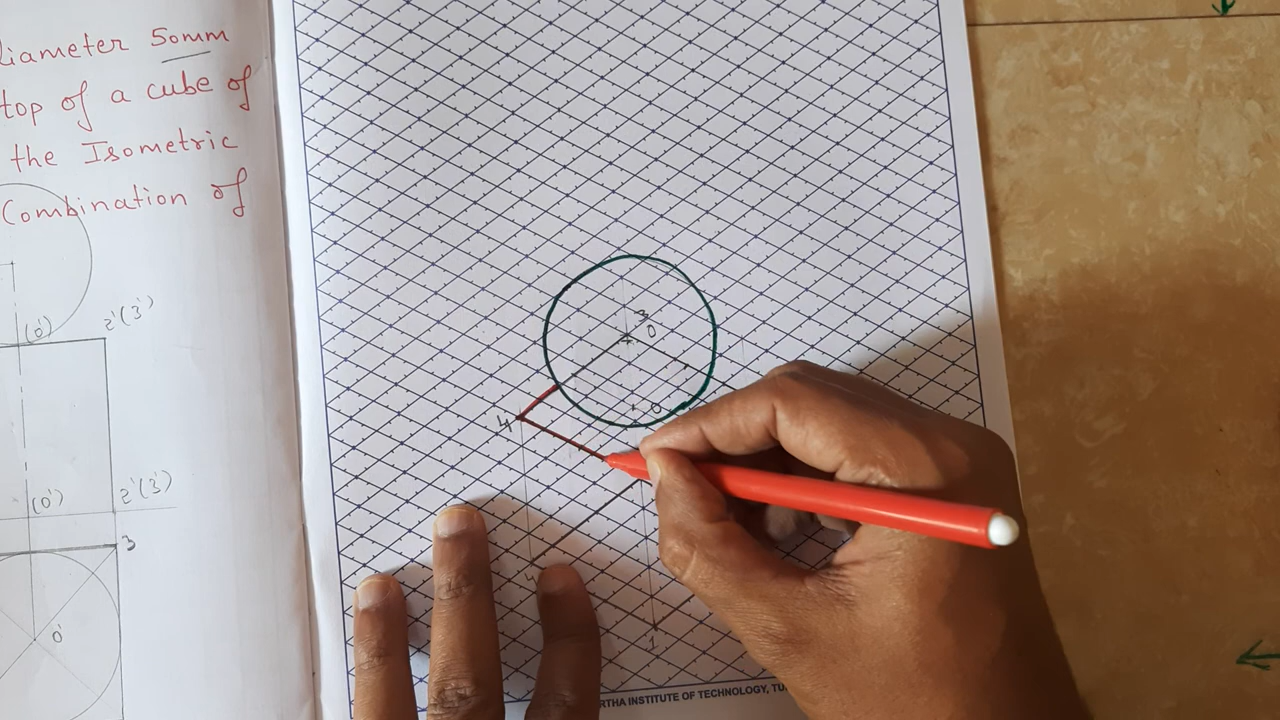 diameter 50mm
top of a cube of
the Isometric
Combination of
(0')
2'(3')
(0')
2'(3')
3
0'
3
0
0
4
1
RTHA INSTITUTE OF TECHNOLOGY, TU